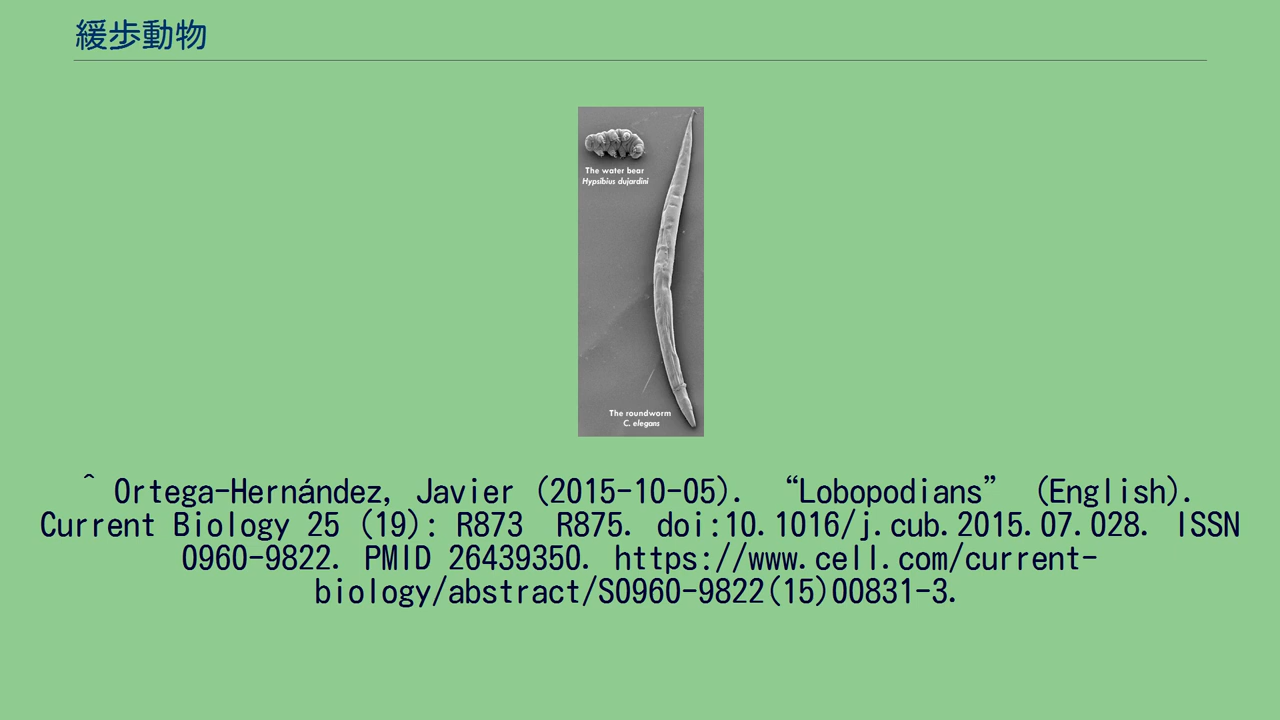 緩歩動物
The water bear
Hypsibius dujardini
The roundworm
C. elegans
^ Ortega-Hernández, Javier (2015-10-05). “Lobopodians” (English).
Current Biology 25 (19): R873 R875. doi:10.1016/j.cub.2015.07.028. ISSN
0960-9822. PMID 26439350. https://www.cell.com/current-
biology/abstract/S0960-9822(15)00831-3.